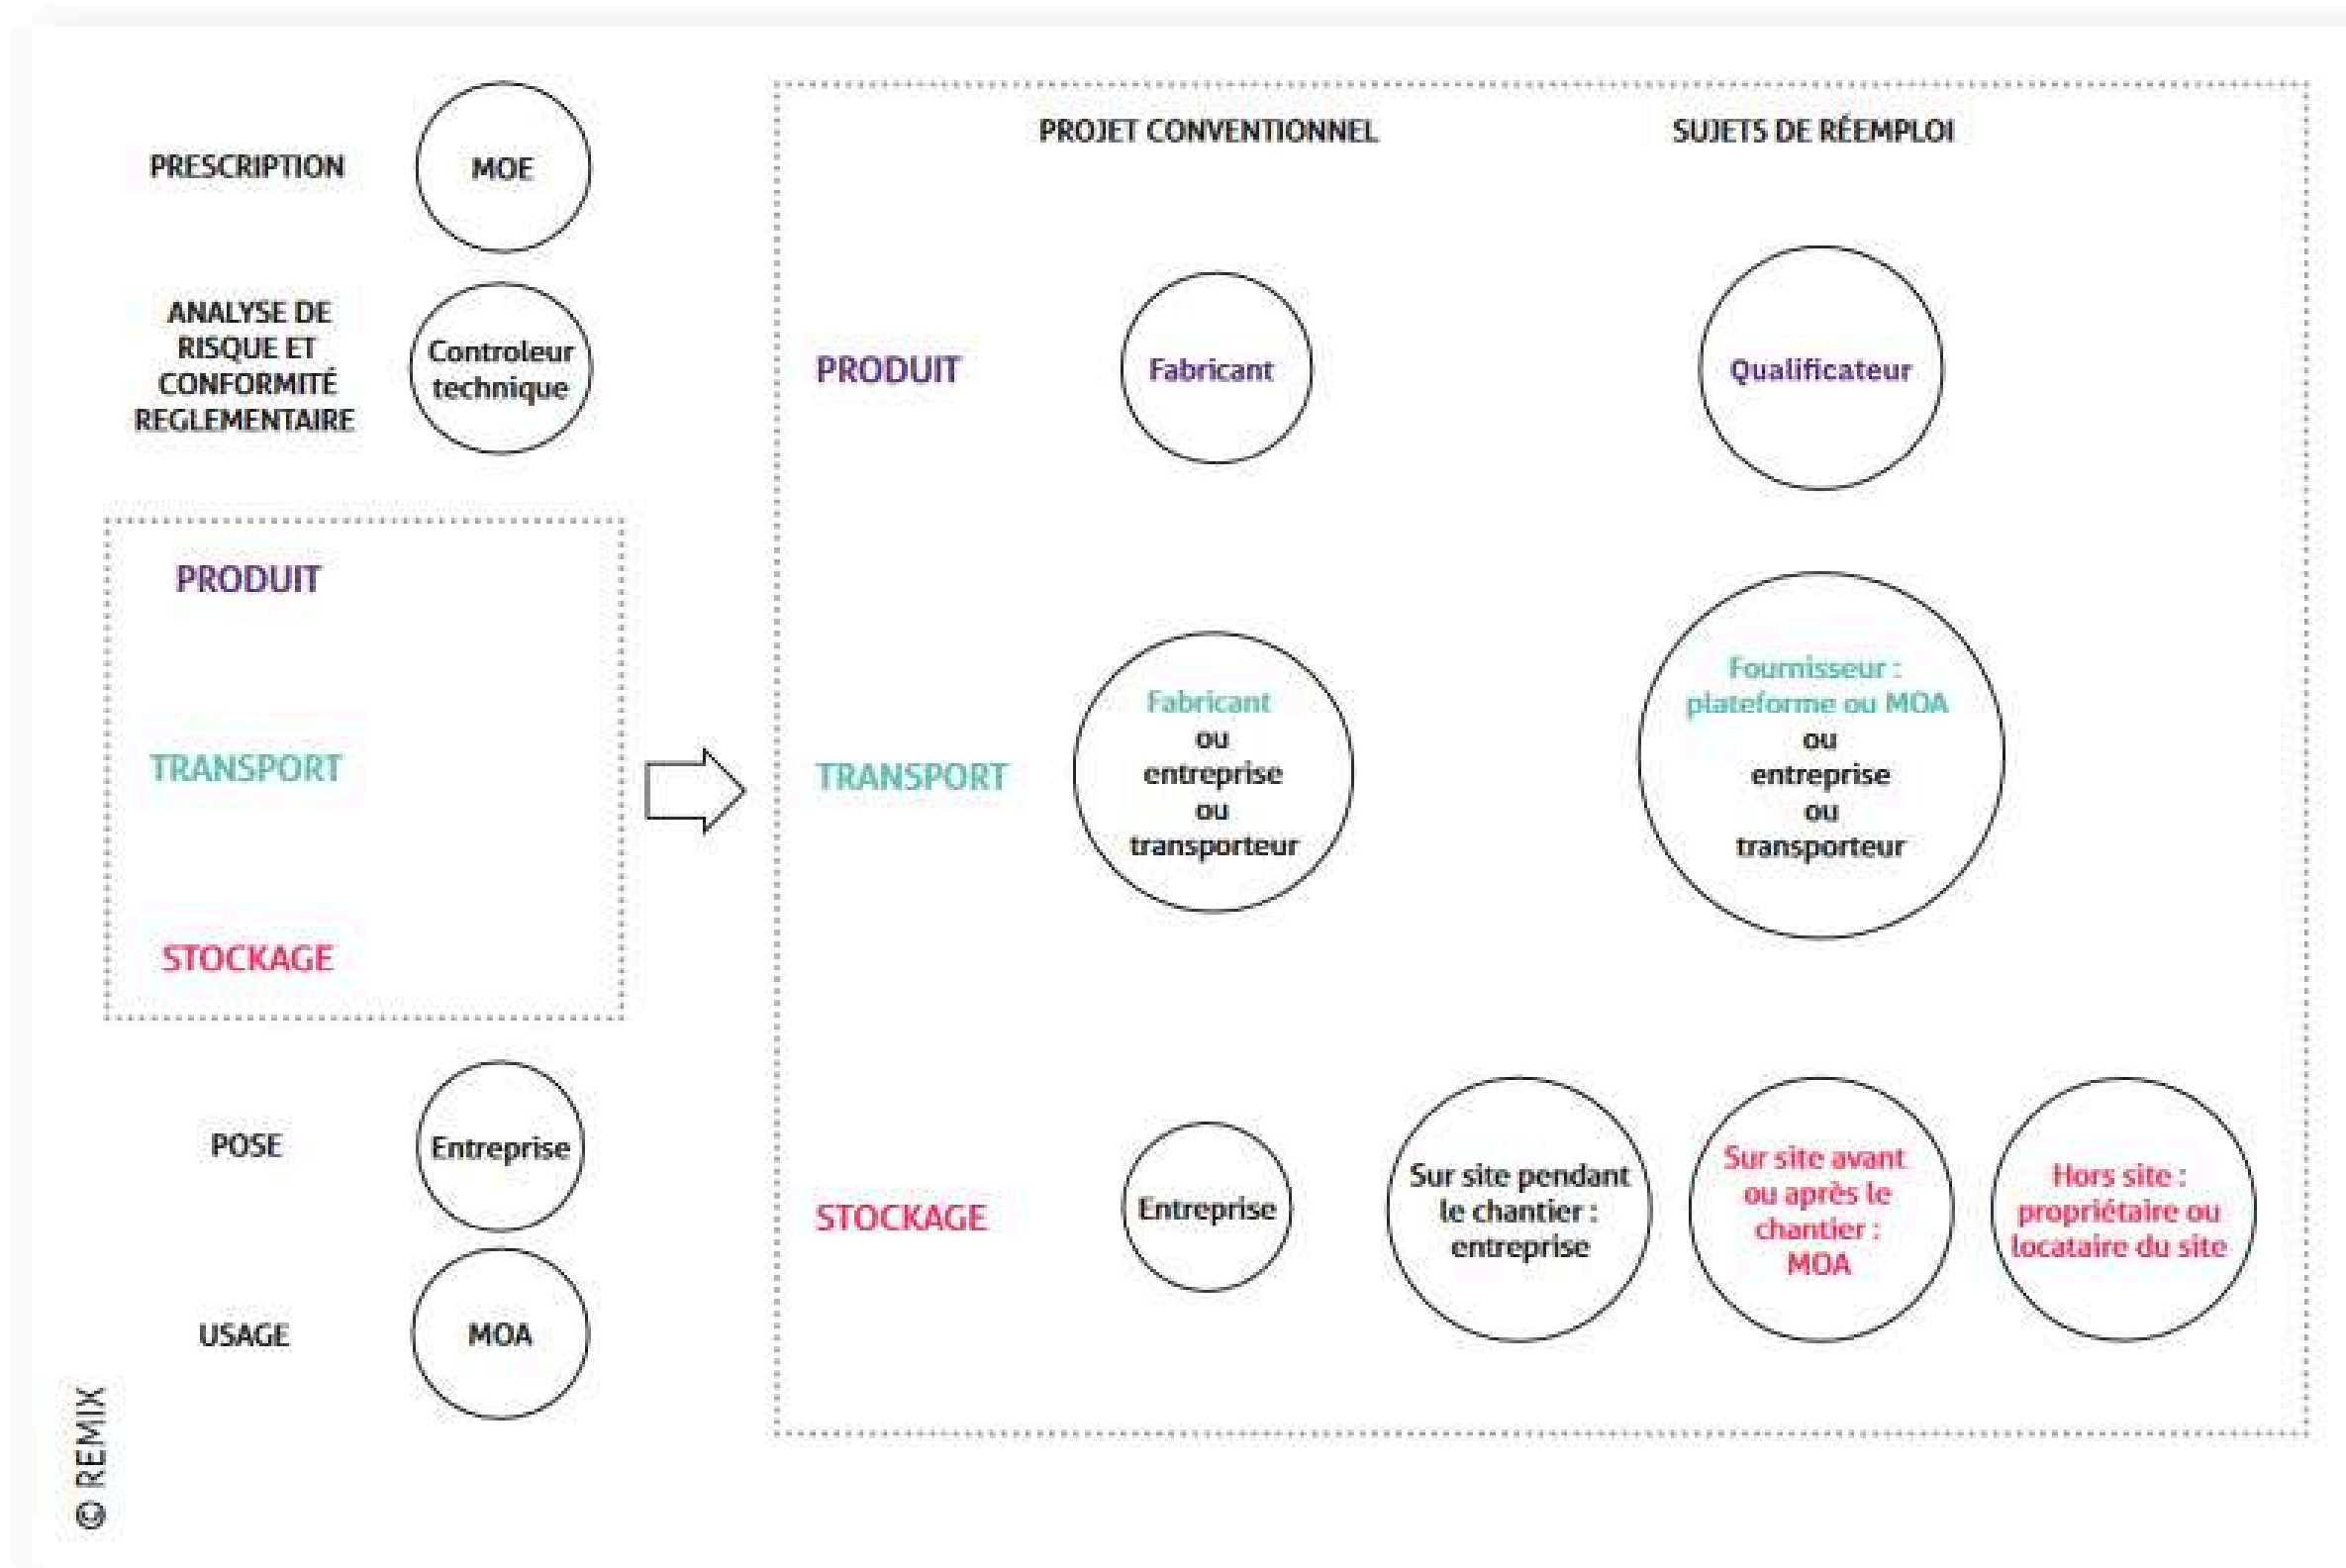 PRESCRIPTION
MOE
ANALYSE DE
RISQUE ET
CONFORMITÉ
REGLEMENTAIRE
Controleur
technique
PRODUIT
TRANSPORT
STOCKAGE
POSE
Entreprise
USAGE
MOA
© REMIX
PROJET CONVENTIONNEL
SUJETS DE RÉEMPLOI
PRODUIT
Fabricant
Qualificateur
TRANSPORT
Fabricant
ou
entreprise
ou
transporteur
Fournisseur :
plateforme ou MOA
ou
entreprise
ou
transporteur
STOCKAGE
Entreprise
Sur site pendant
le chantier :
entreprise
Sur site avant
ou après le
chantier :
MOA
Hors site :
propriétaire ou
locataire du site